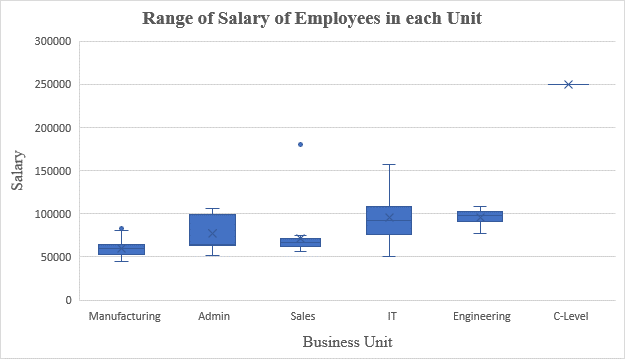 Range of Salary of Employees in each Unit
300000
250000
200000
150000
100000
50000
0
Salary
Manufacturing Admin Sales IT Engineering C-Level
Business Unit